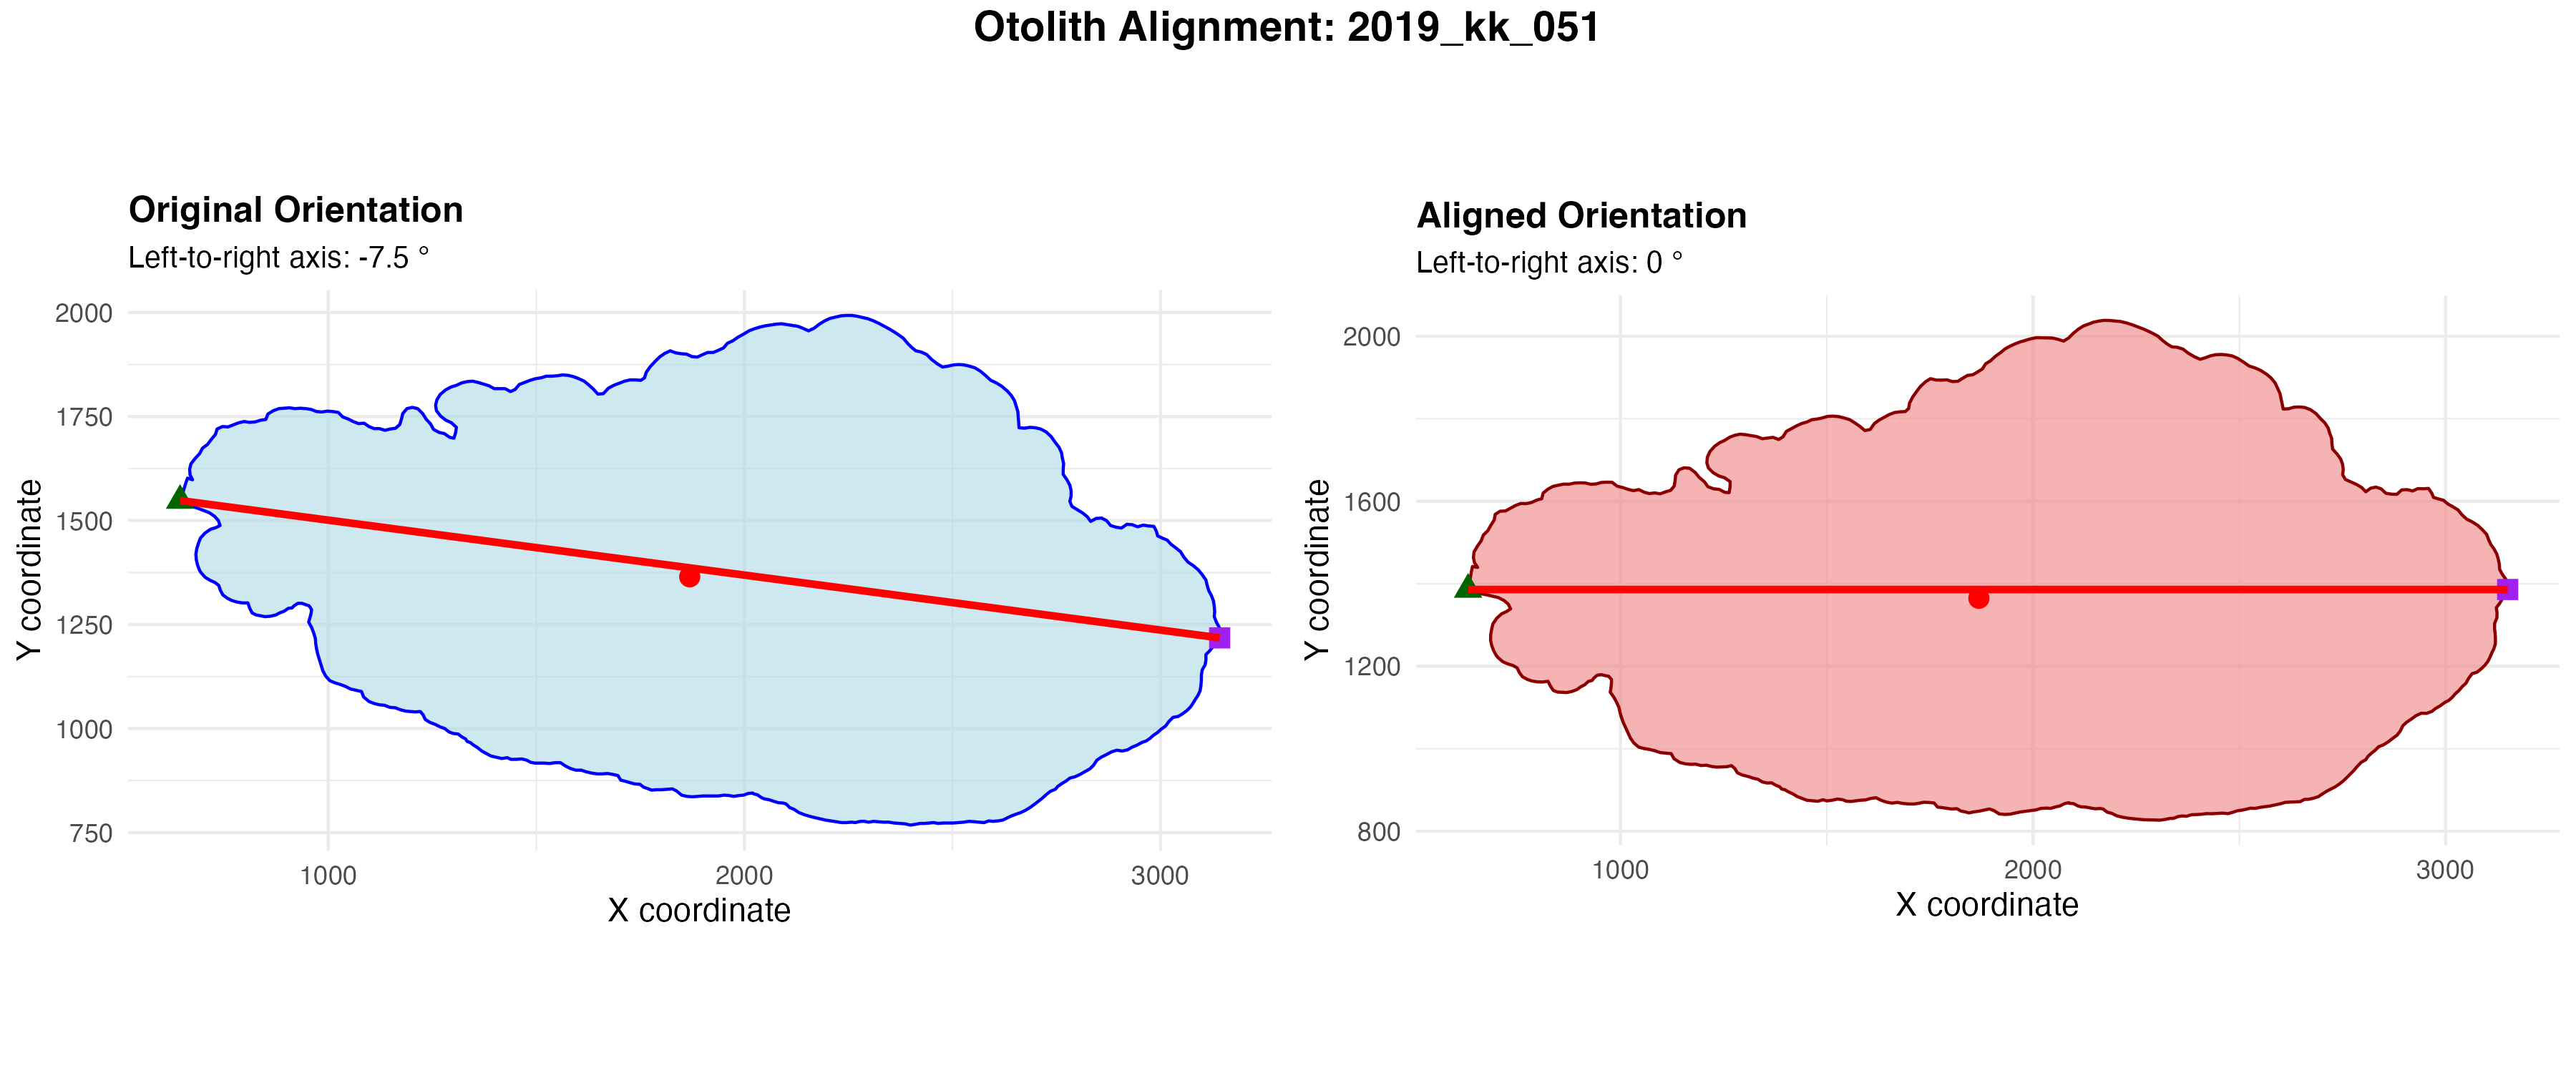 Otolith Alignment: 2019_kk_051
Original Orientation
Left-to-right axis: -7.5 °
2000
1750
1500
1250
1000
750
Y coordinate
1000 2000 3000
X coordinate
Aligned Orientation
Left-to-right axis: 0 °
2000
1600
1200
800
Y coordinate
1000 2000 3000
X coordinate